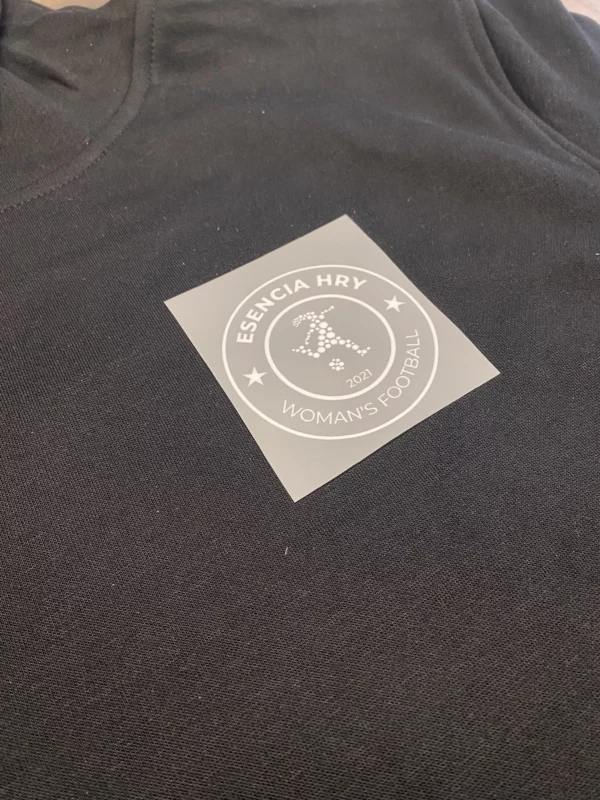 ESENCIA HRY
2021
WOMAN'S FOOTBALL